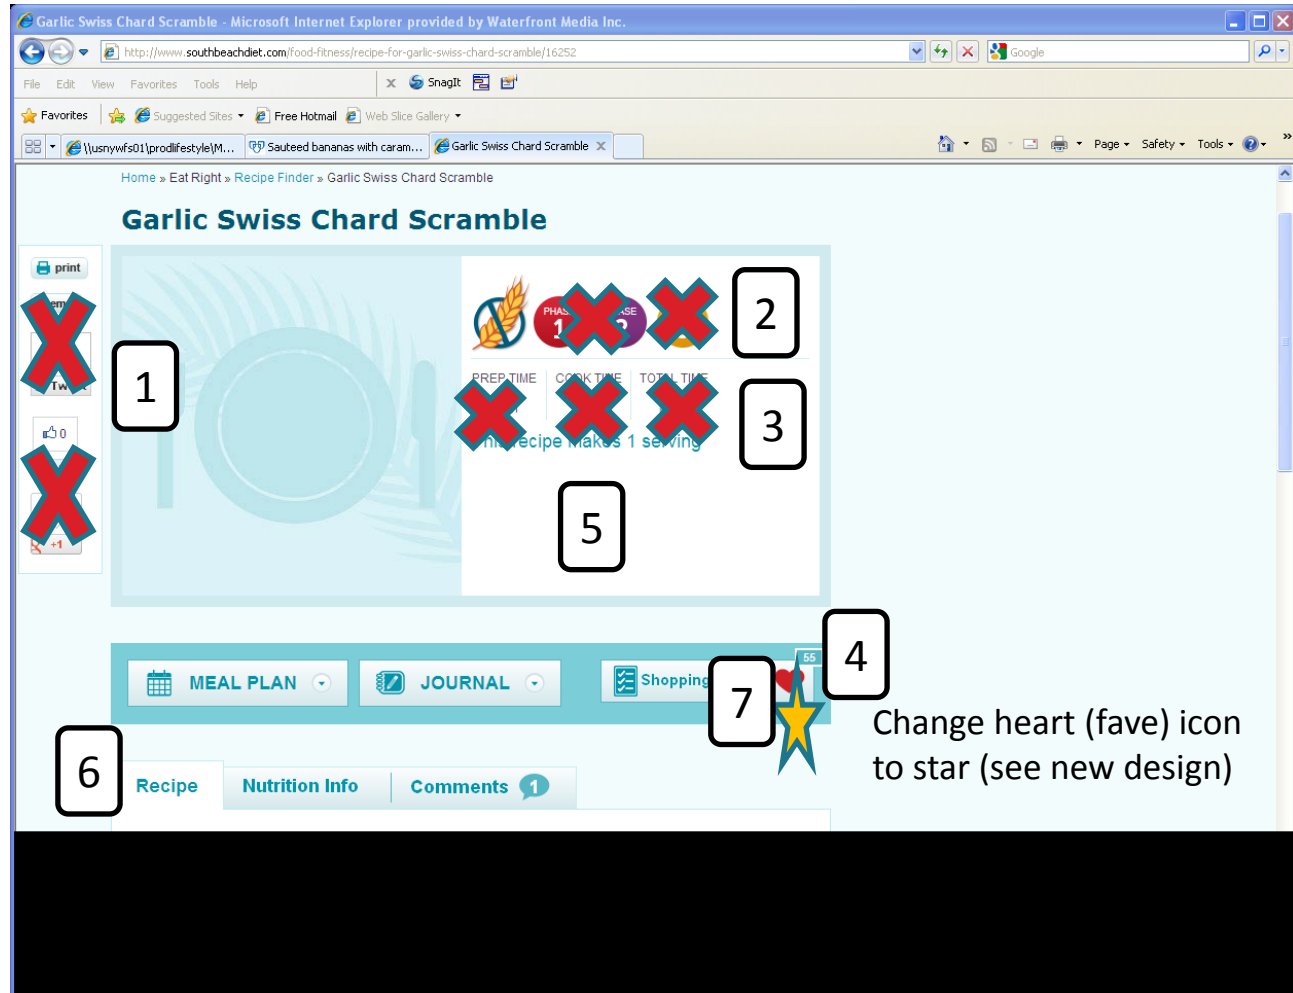 Garlic Swiss Chard Scramble - Microsoft Internet Explorer provided by Waterfront Media Inc.
http://www.southbeachdiet.com/food-fitness/recipe-for-garlic-swiss-chard-scramble/16252
Google
File Edit View Favorites Tools Help
x SnagIt
Favorites Suggested Sites Free Hotmail Web Slice Gallery
\\usnywfs01\prodlifestyle\M... Sauteed bananas with caram... Garlic Swiss Chard Scramble X
Page Safety Tools »
Home » Eat Right » Recipe Finder » Garlic Swiss Chard Scramble
Garlic Swiss Chard Scramble
print
1
0
+1
2
PREP TIME COOK TIME TOTAL TIME
3
This recipe makes 1 serving
5
4
55
MEAL PLAN JOURNAL Shopping
7
Change heart (fave) icon
to star (see new design)
6
Recipe Nutrition Info Comments 1